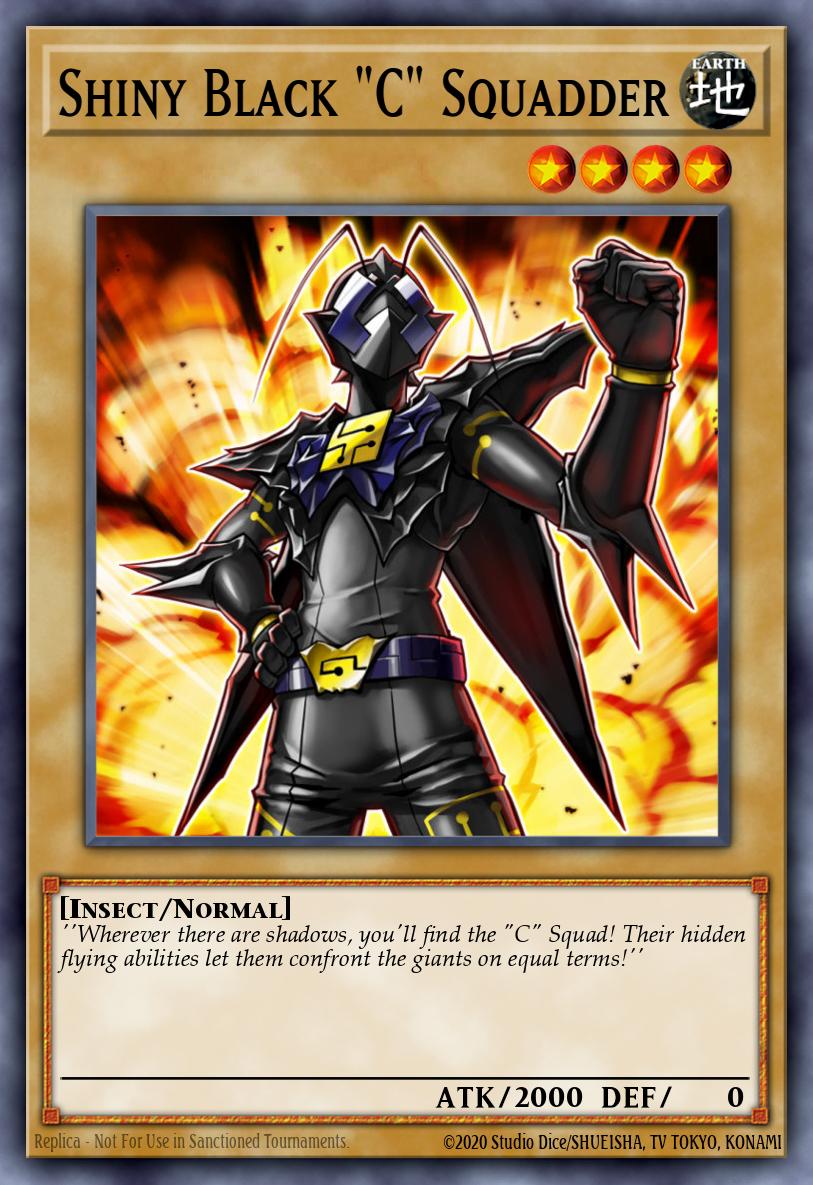 Shiny Black "C" Squadder
EARTH
地
[Insect/Normal]
''Wherever there are shadows, you'll find the "C" Squad! Their hidden
flying abilities let them confront the giants on equal terms!''
ATK/2000 DEF/ 0
Replica - Not For Use in Sanctioned Tournaments.
©2020 Studio Dice/SHUEISHA, TV TOKYO, KONAMI